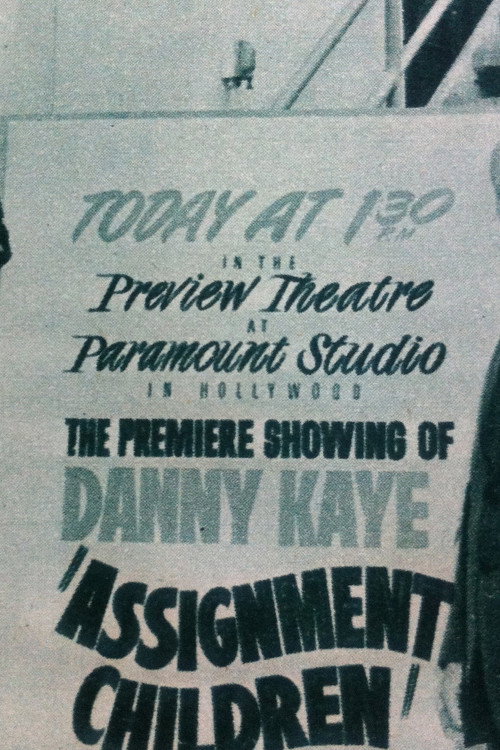 TODAY AT 1:30
P.M.
IN THE
Preview Theatre
AT
Paramount Studio
IN HOLLYWOOD
THE PREMIERE SHOWING OF
DANNY KAYE
'ASSIGNMENT
CHILDREN'